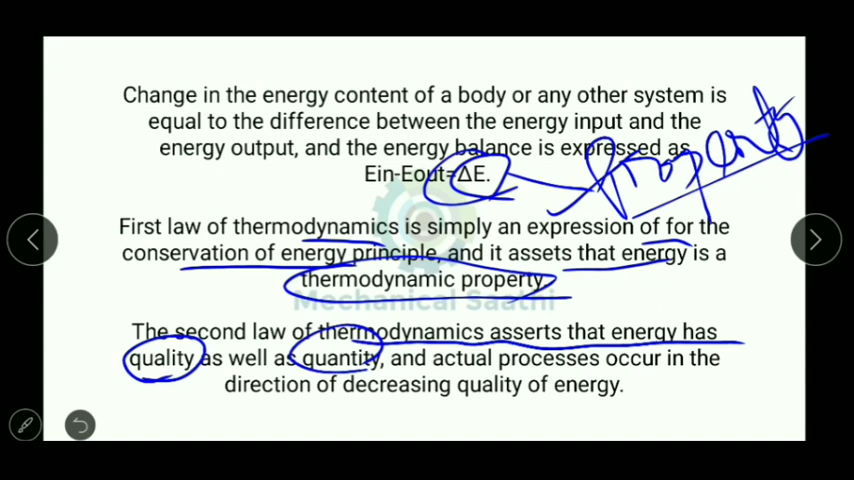 Change in the energy content of a body or any other system is
equal to the difference between the energy input and the
energy output, and the energy balance is expressed as
Ein-Eout=ΔE.
property
First law of thermodynamics is simply an expression of for the
conservation of energy principle, and it assets that energy is a
thermodynamic property.
Mechanical Saathi
The second law of thermodynamics asserts that energy has
quality as well as quantity, and actual processes occur in the
direction of decreasing quality of energy.